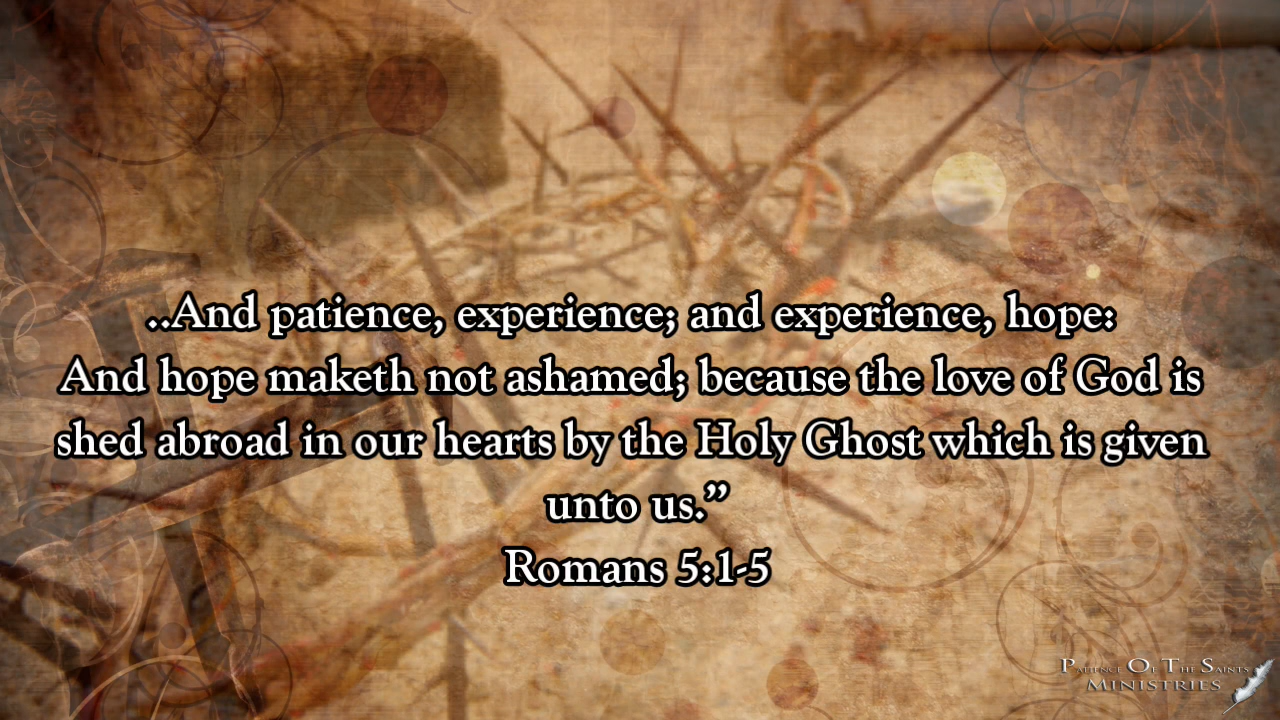 ..And patience, experience; and experience, hope:
And hope maketh not ashamed; because the love of God is
shed abroad in our hearts by the Holy Ghost which is given
unto us.”
Romans 5:1-5
Patience Of The Saints
Ministries